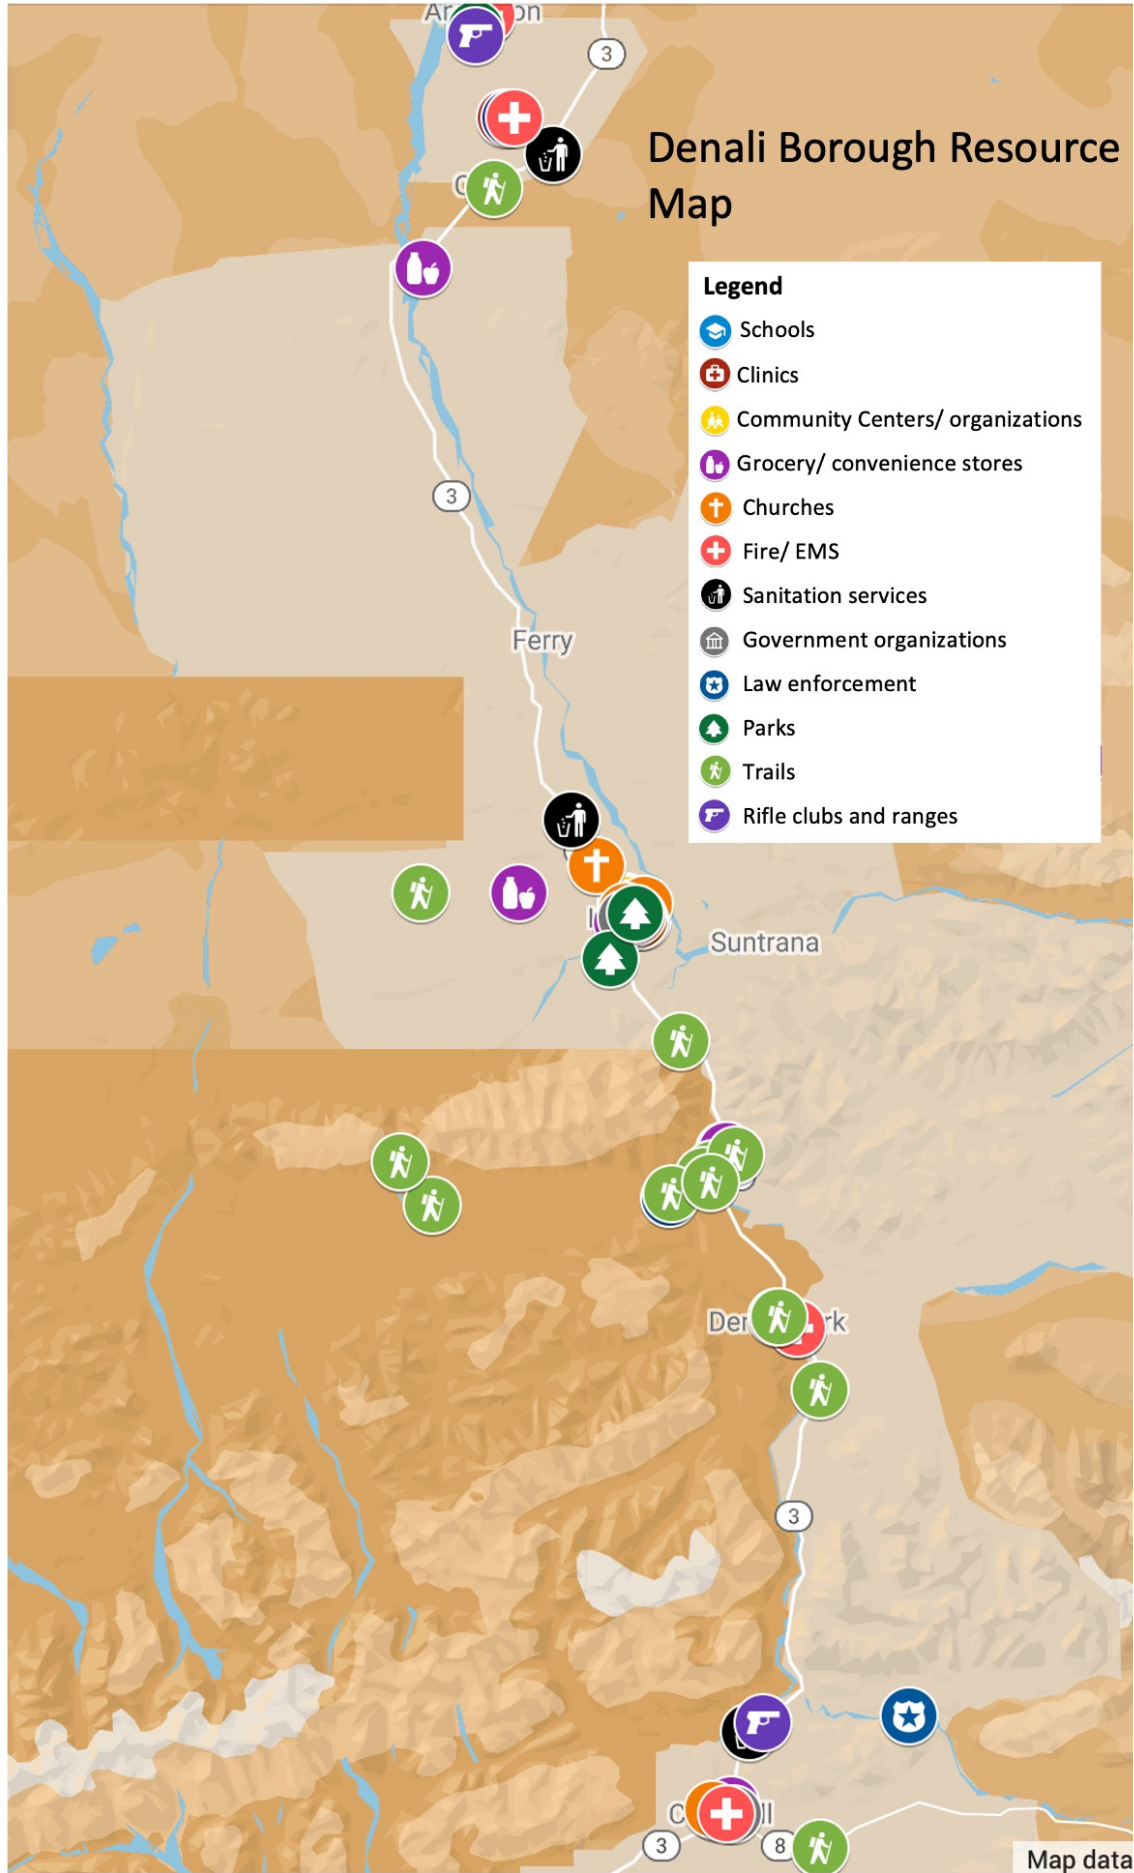 3
Denali Borough Resource
Map
Legend
Schools
Clinics
Community Centers/ organizations
Grocery/ convenience stores
3
Churches
Fire/ EMS
Sanitation services
Ferry
Government organizations
Law enforcement
Parks
Trails
Rifle clubs and ranges
Suntrana
3
3
8
Map data